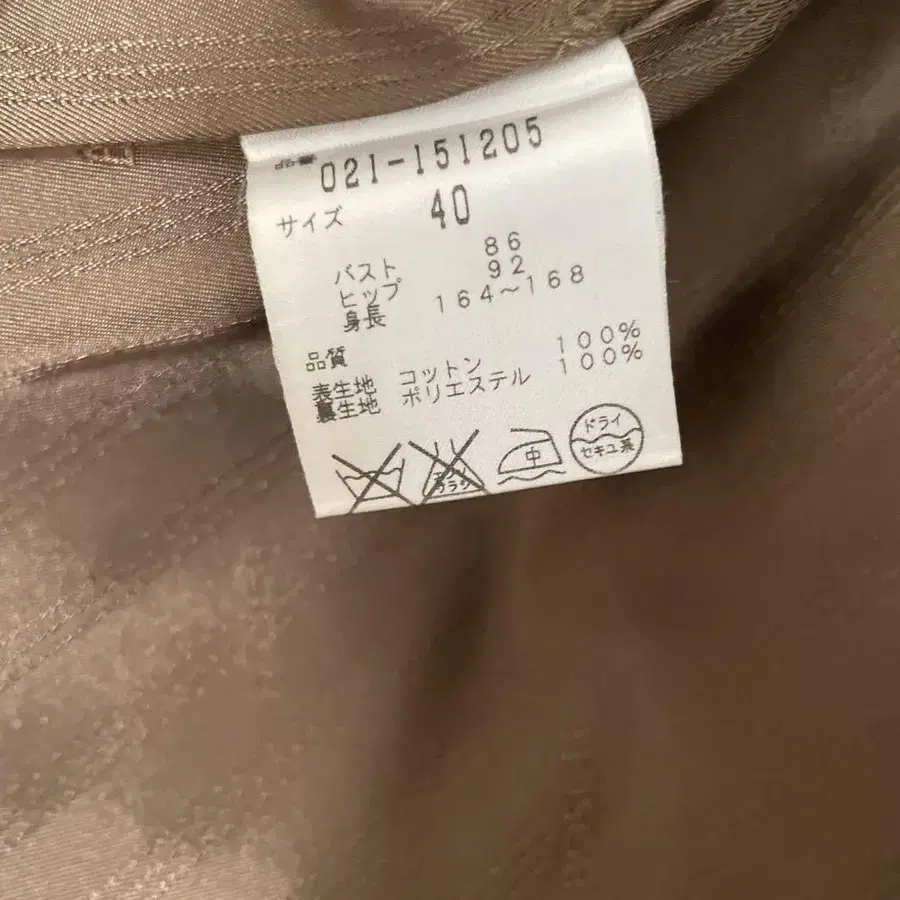 021-151205
サイズ 40
バスト 86
ヒップ 92
身長 164～168
品質
表生地 コットン 100%
裏生地 ポリエステル 100%
中
ドライ
セキユ系